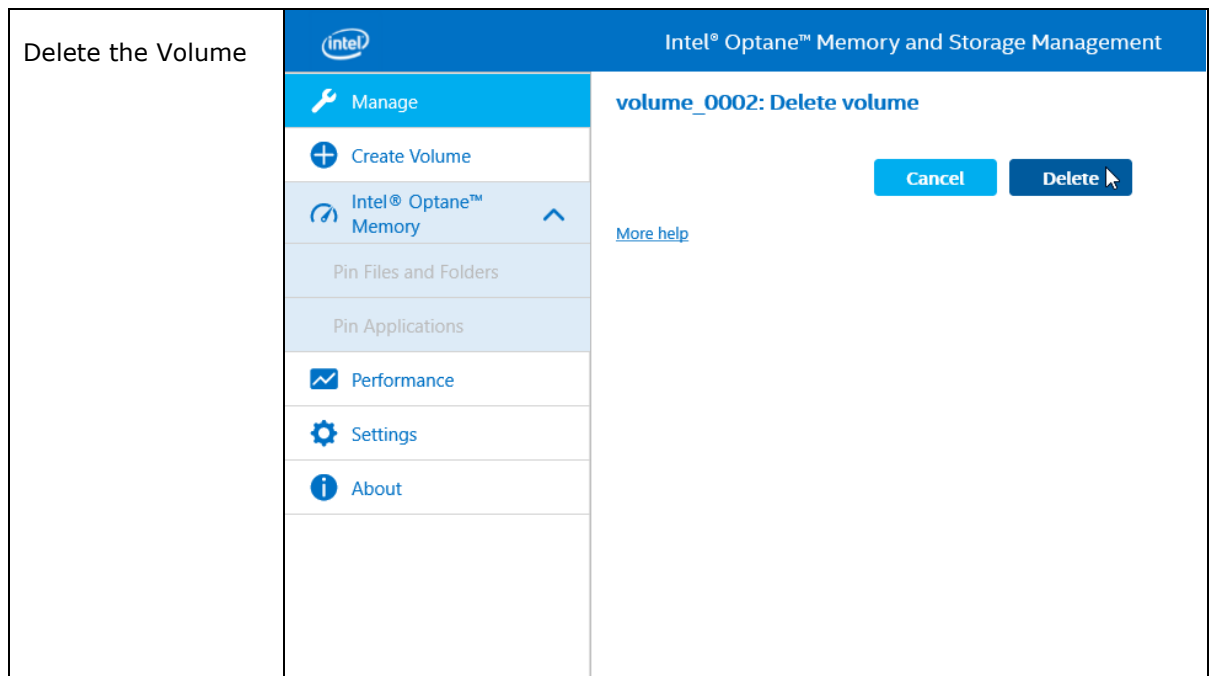 Delete the Volume
intel
Intel® Optane™ Memory and Storage Management
Manage
Create Volume
Intel® Optane™
Memory
Pin Files and Folders
Pin Applications
Performance
Settings
About
volume_0002: Delete volume
Cancel Delete
More help